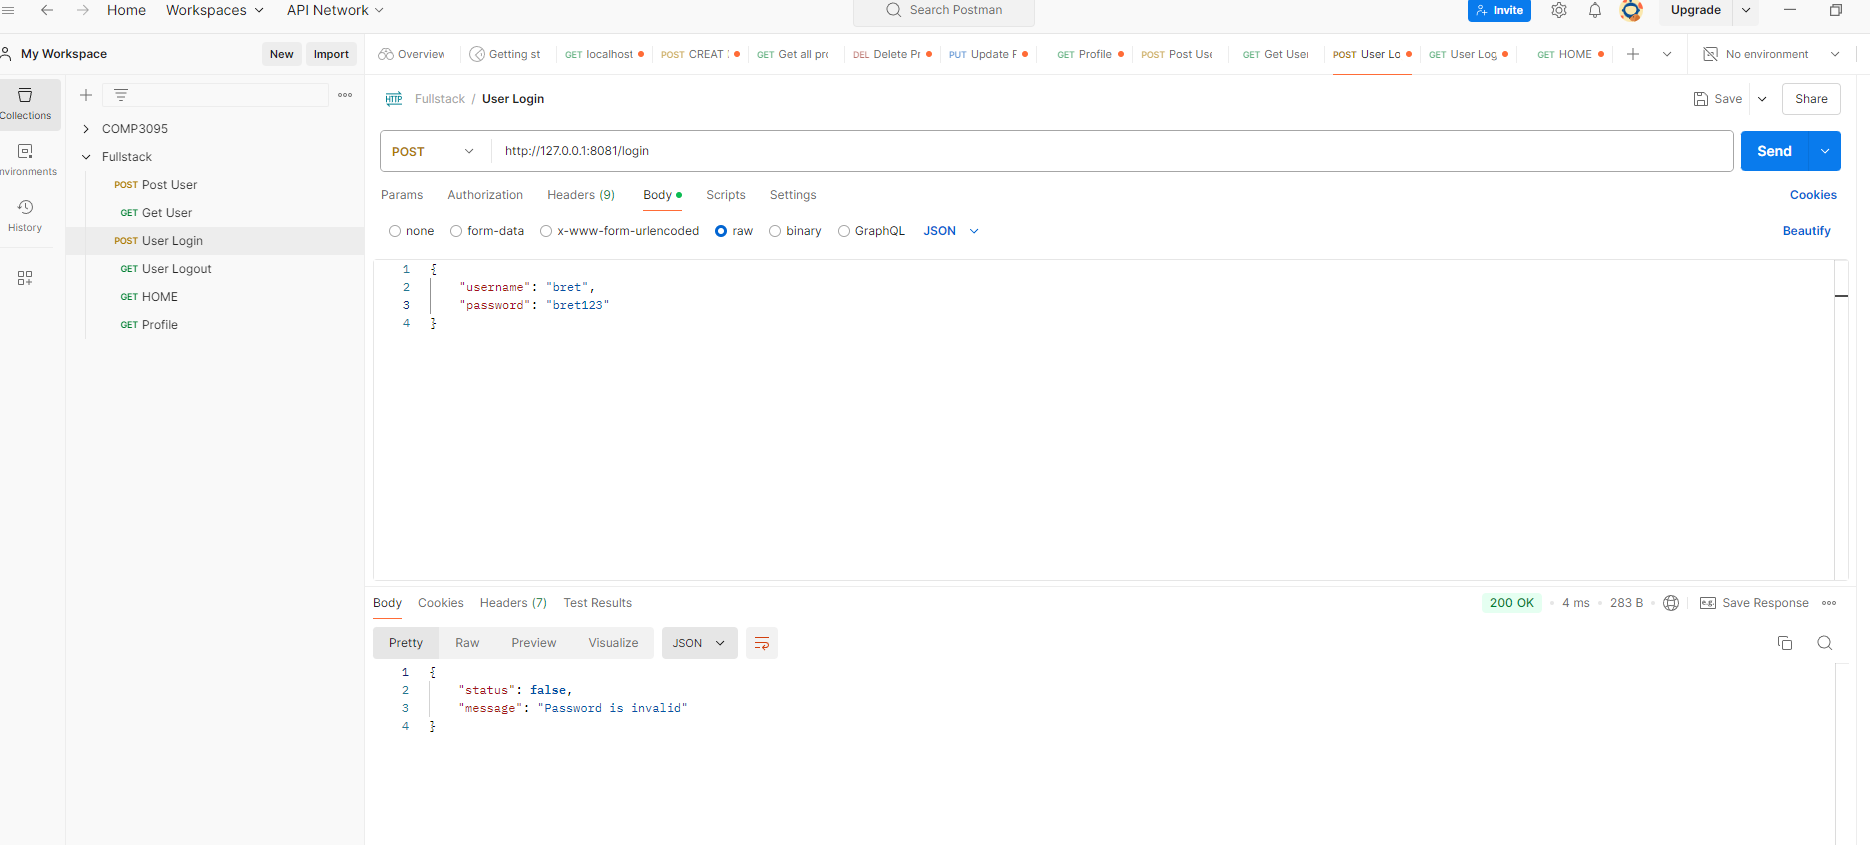 Home Workspaces API Network Search Postman Invite Upgrade
My Workspace New Import Overview Getting st GET localhost POST CREAT GET Get all pro DEL Delete Pr PUT Update F GET Profile POST Post Use GET Get User POST User Lo GET User Log GET HOME No environment
Collections
nvironments
History
COMP3095
Fullstack
POST Post User
GET Get User
POST User Login
GET User Logout
GET HOME
GET Profile
HTTP Fullstack / User Login Save Share
POST http://127.0.0.1:8081/login Send
Params Authorization Headers (9) Body Scripts Settings Cookies
none form-data x-www-form-urlencoded raw binary GraphQL JSON Beautify
1 {
2 "username": "bret",
3 "password": "bret123"
4 }
Body Cookies Headers (7) Test Results 200 OK • 4 ms • 283 B • e.g. Save Response
Pretty Raw Preview Visualize JSON
1 {
2 "status": false,
3 "message": "Password is invalid"
4 }